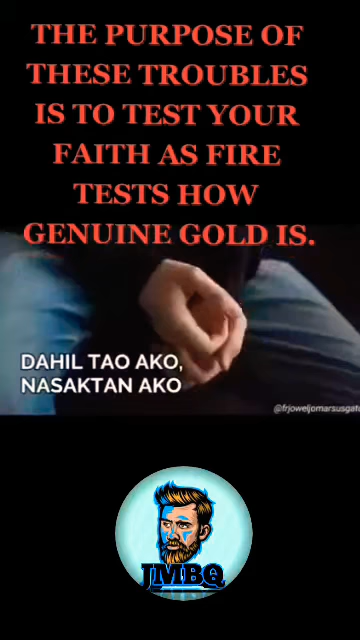 THE PURPOSE OF
THESE TROUBLES
IS TO TEST YOUR
FAITH AS FIRE
TESTS HOW
GENUINE GOLD IS.
DAHIL TAO AKO,
NASAKTAN AKO
@frjoweljomarsusgat
JMBQ